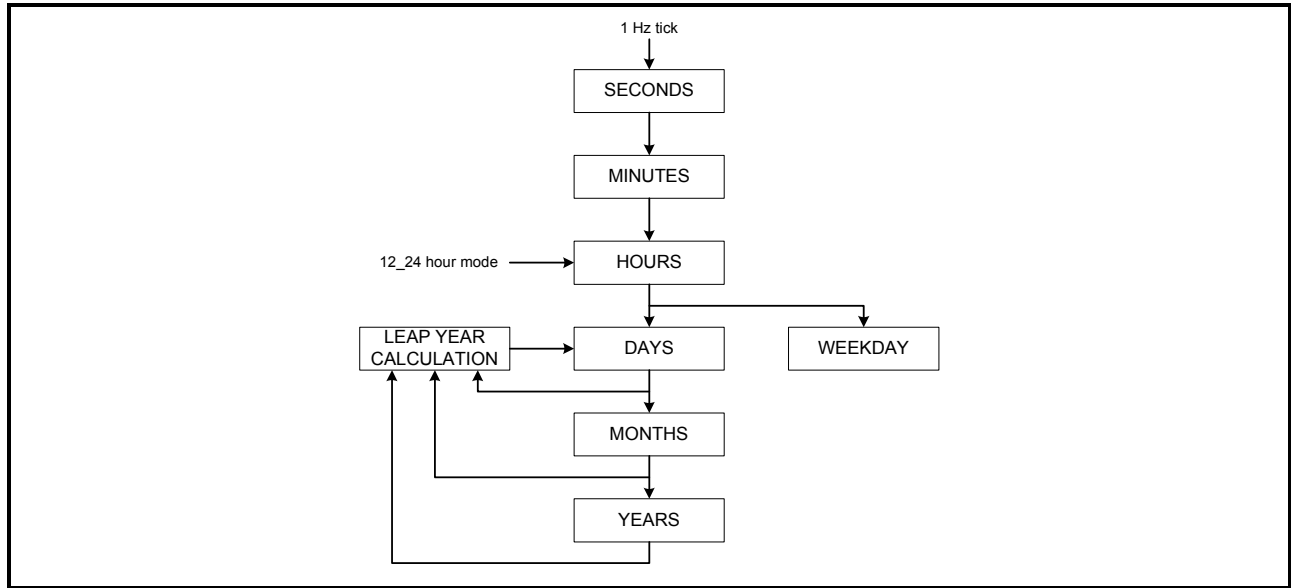 1 Hz tick
SECONDS
MINUTES
12_24 hour mode
HOURS
LEAP YEAR
CALCULATION
DAYS
WEEKDAY
MONTHS
YEARS